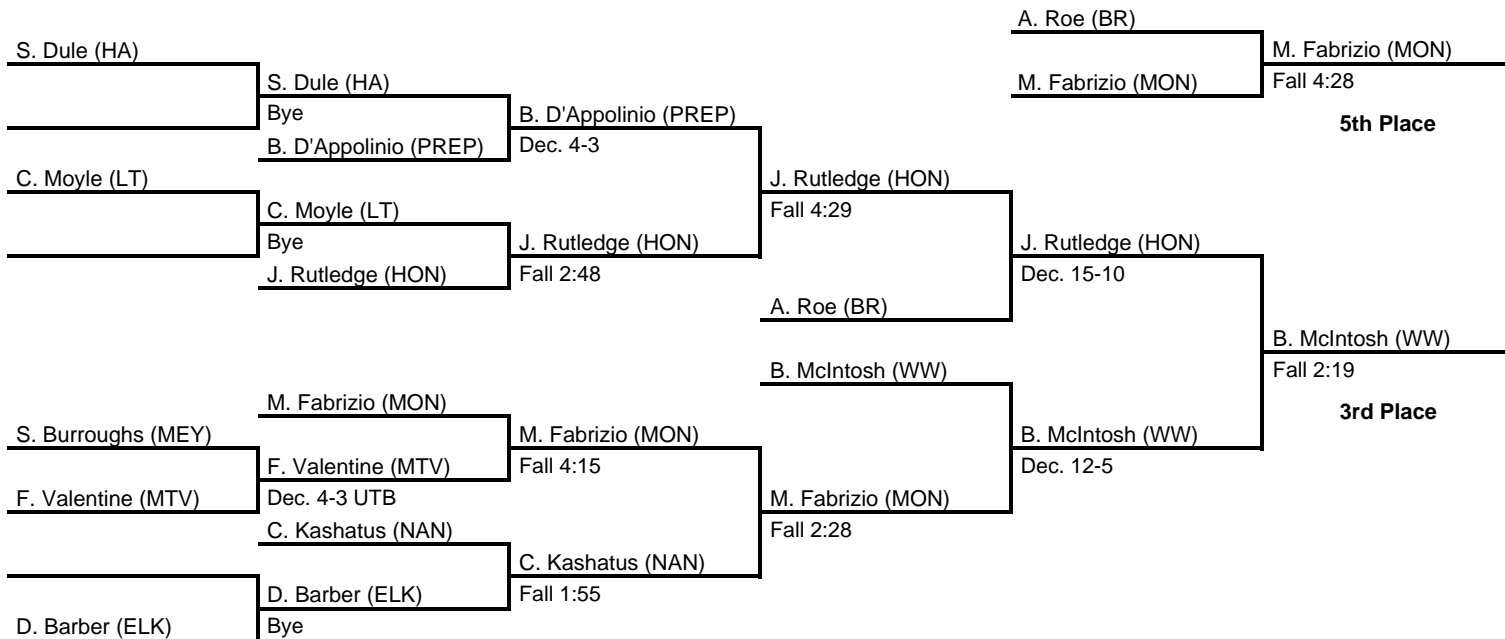 A. Roe (BR)
S. Dule (HA)
M. Fabrizio (MON)
S. Dule (HA)
M. Fabrizio (MON)
Fall 4:28
Bye
B. D'Appolinio (PREP)
5th Place
B. D'Appolinio (PREP)
Dec. 4-3
C. Moyle (LT)
J. Rutledge (HON)
C. Moyle (LT)
Fall 4:29
Bye
J. Rutledge (HON)
J. Rutledge (HON)
J. Rutledge (HON)
Fall 2:48
Dec. 15-10
A. Roe (BR)
B. McIntosh (WW)
B. McIntosh (WW)
Fall 2:19
M. Fabrizio (MON)
3rd Place
S. Burroughs (MEY)
M. Fabrizio (MON)
B. McIntosh (WW)
F. Valentine (MTV)
Fall 4:15
Dec. 12-5
F. Valentine (MTV)
Dec. 4-3 UTB
M. Fabrizio (MON)
C. Kashatus (NAN)
Fall 2:28
C. Kashatus (NAN)
D. Barber (ELK)
Fall 1:55
D. Barber (ELK)
Bye